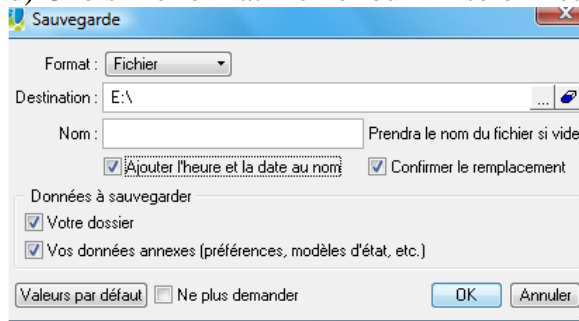 Sauvegarde
Format : Fichier
Destination : E:\ ...
Nom : Prendra le nom du fichier si vide
Ajouter l'heure et la date au nom Confirmer le remplacement
Données à sauvegarder
Votre dossier
Vos données annexes (préférences, modèles d'état, etc.)
Valeurs par défaut Ne plus demander OK Annuler